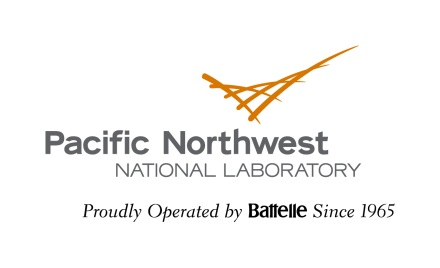 Pacific Northwest
NATIONAL LABORATORY
Proudly Operated by Battelle Since 1965